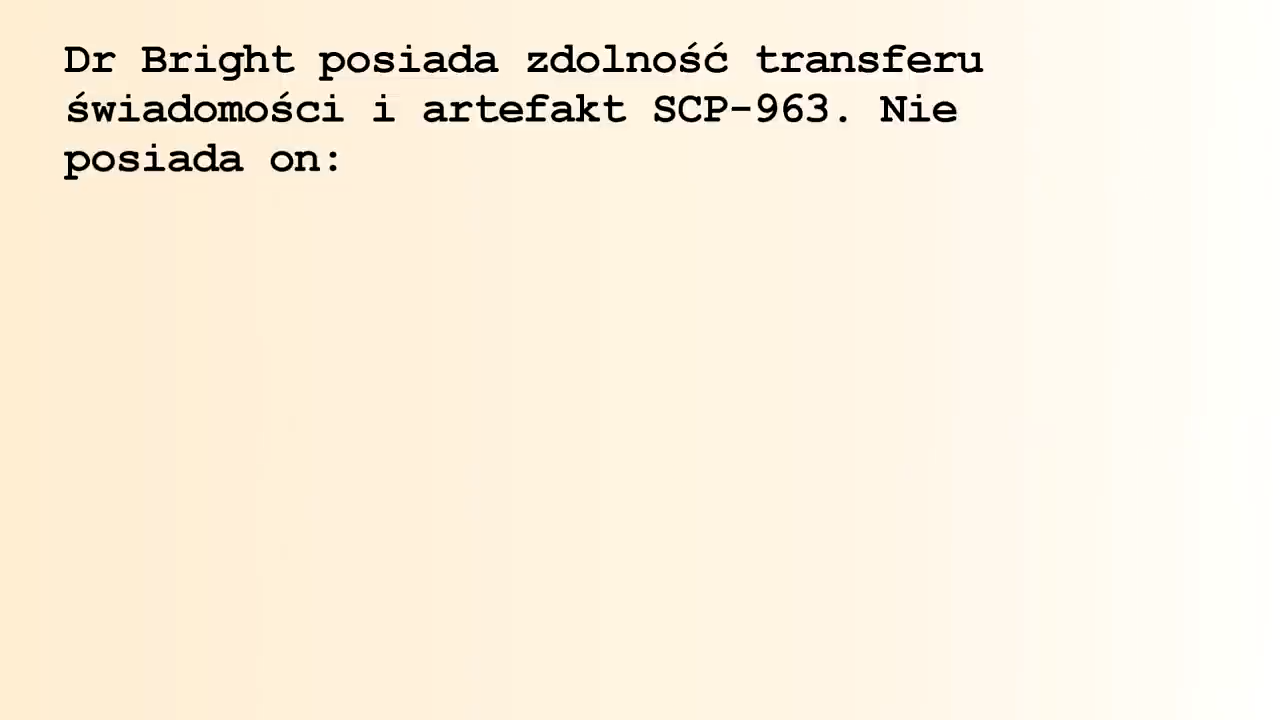 Dr Bright posiada zdolność transferu
świadomości i artefakt SCP-963. Nie
posiada on: